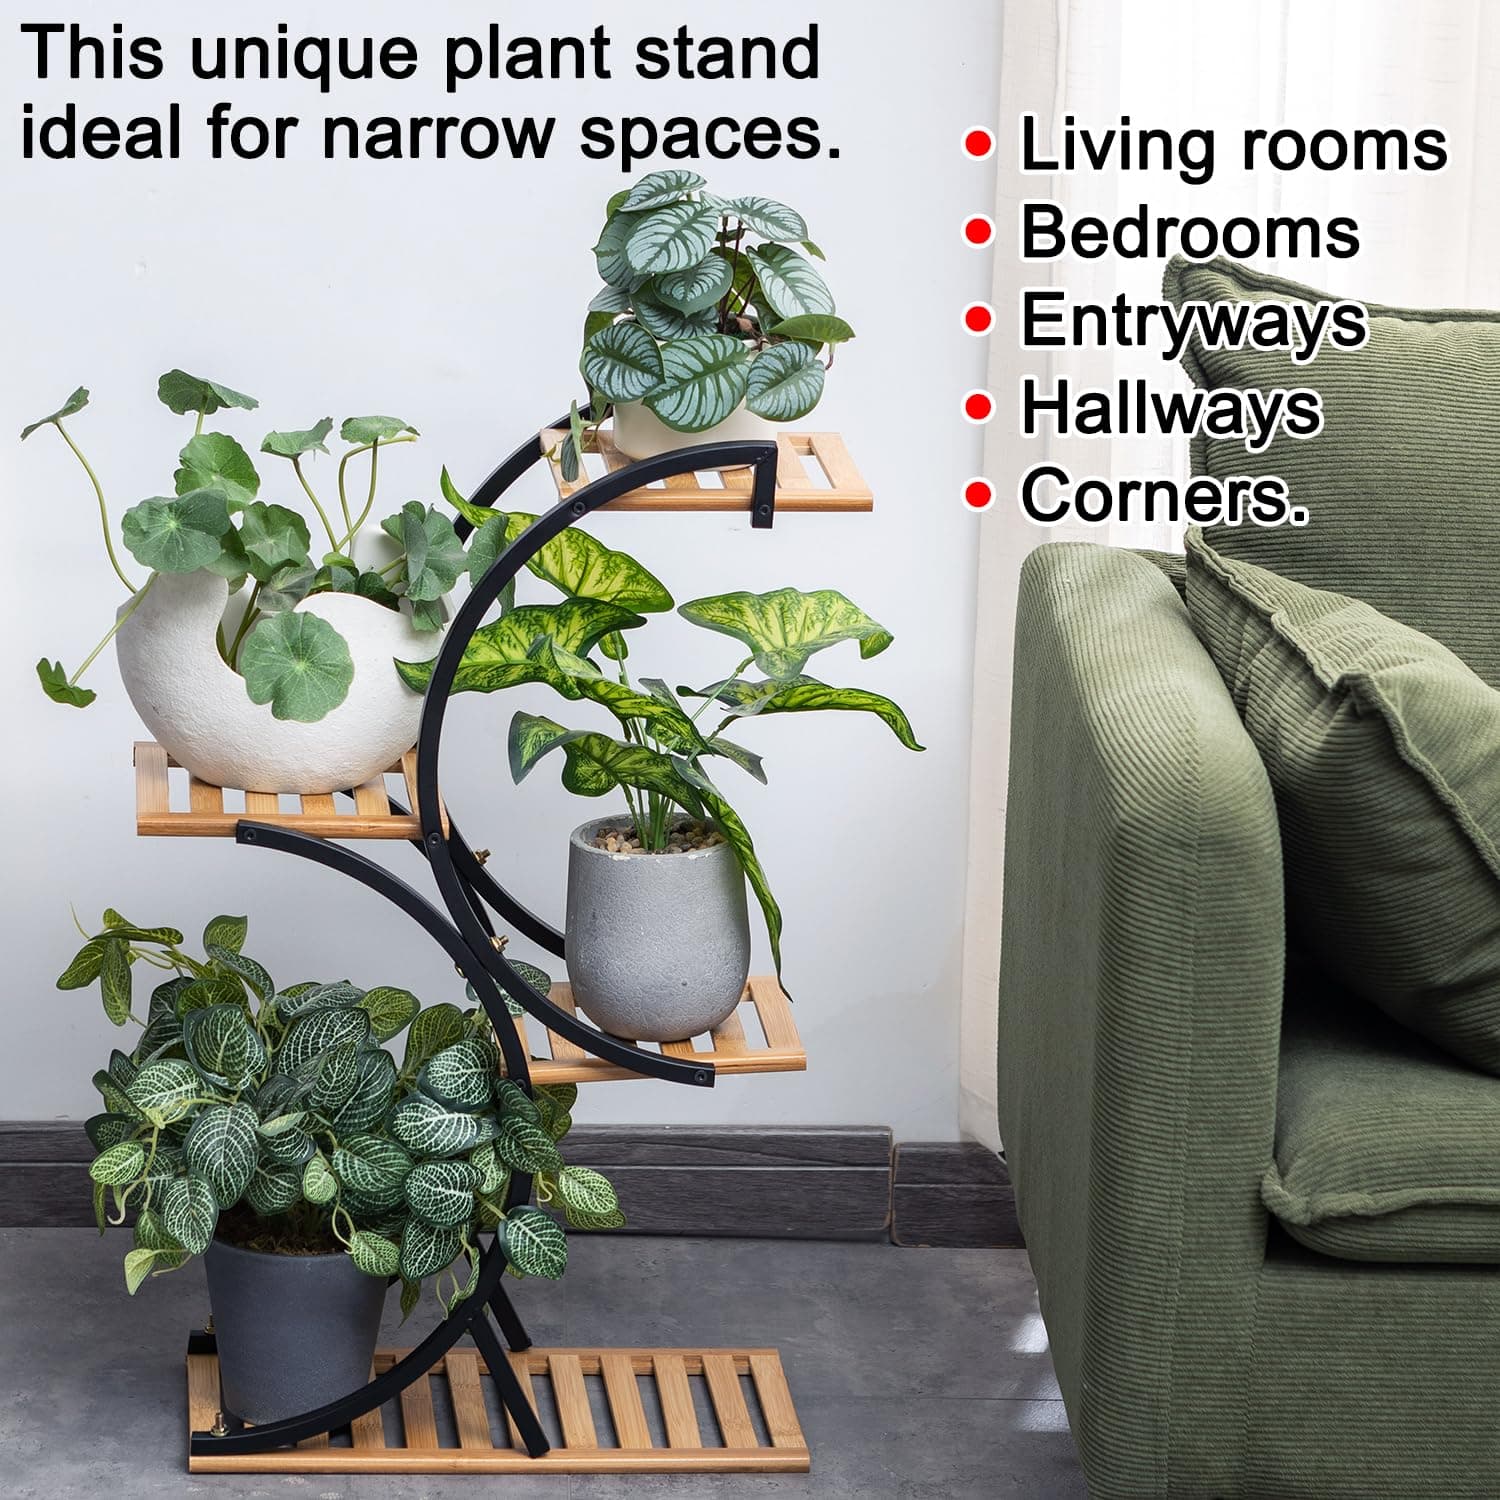 This unique plant stand
ideal for narrow spaces.
• Living rooms
• Bedrooms
• Entryways
• Hallways
• Corners.